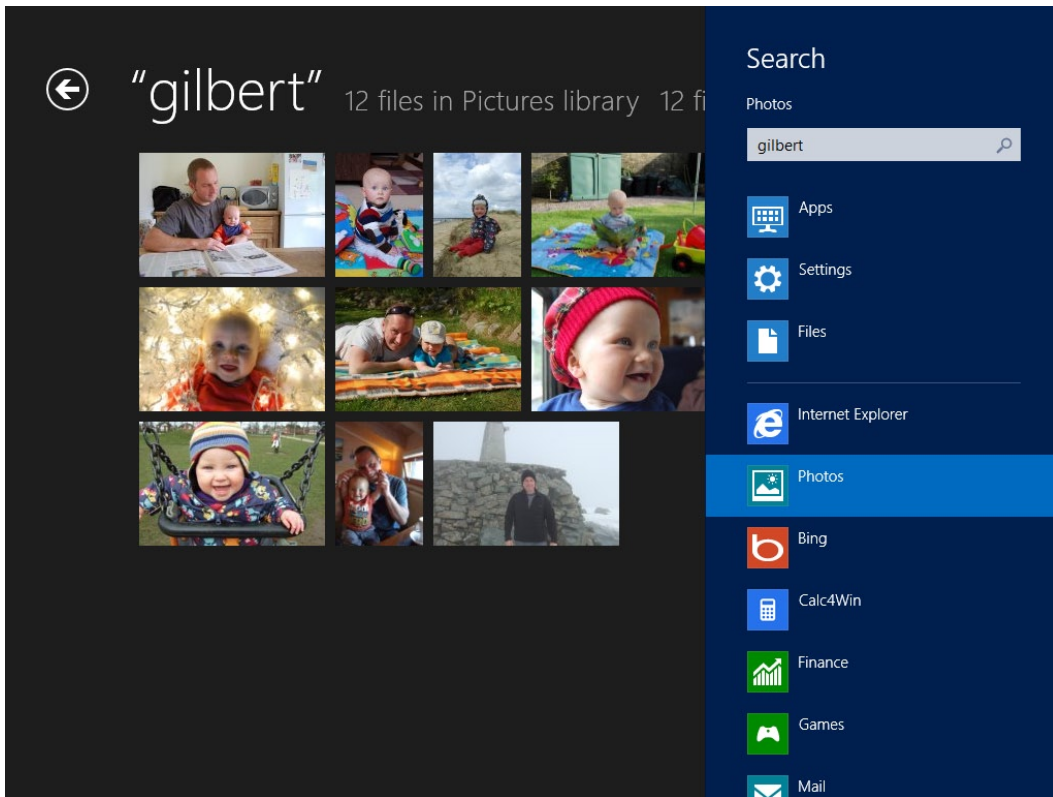 “gilbert” 12 files in Pictures library 12 fi
Search
Photos
gilbert
Apps
Settings
Files
Internet Explorer
Photos
Bing
Calc4Win
Finance
Games
Mail